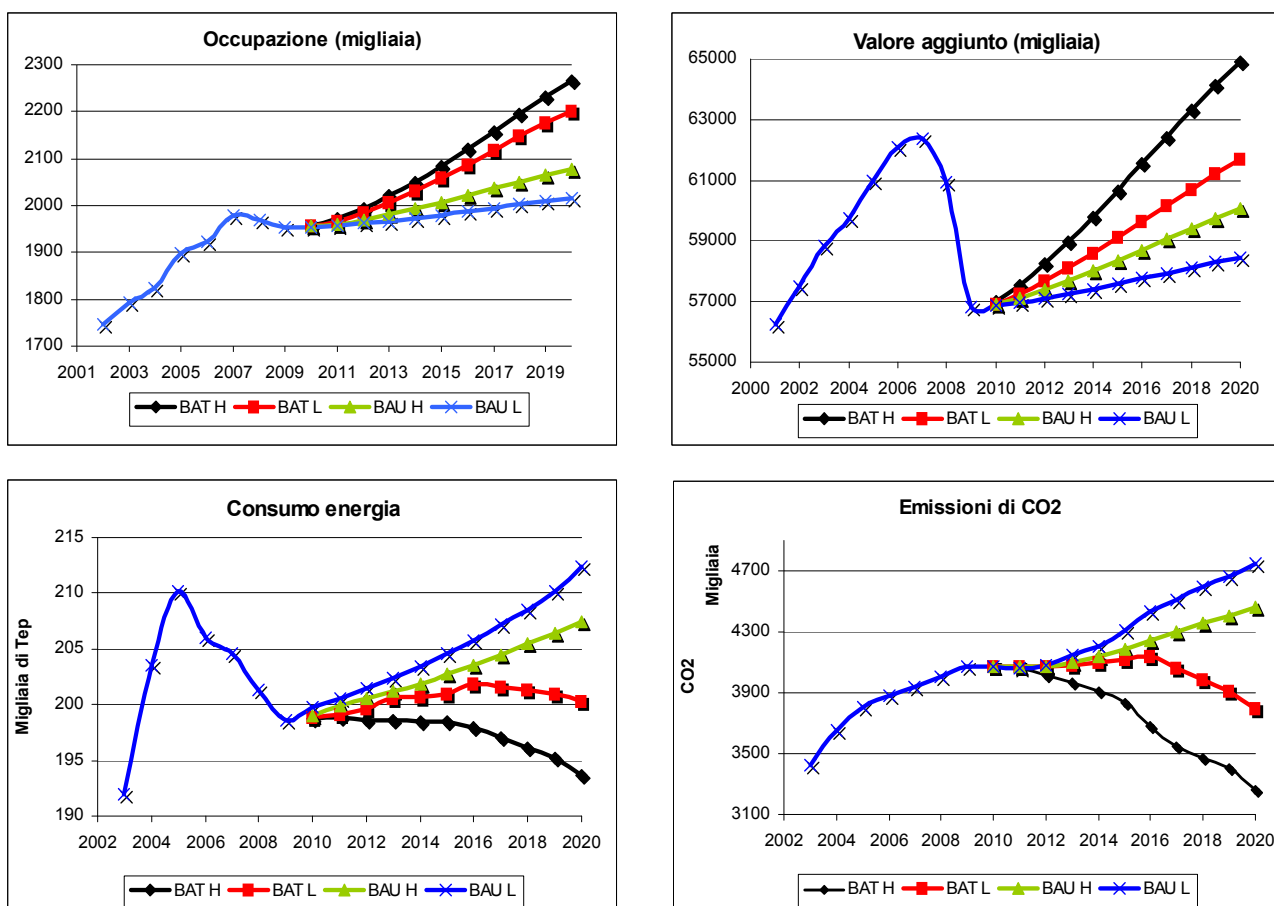 Occupazione (migliaia)
2300
2200
2100
2000
1900
1800
1700
2001 2003 2005 2007 2009 2011 2013 2015 2017 2019
BAT H BAT L BAU H BAU L
Valore aggiunto (migliaia)
65000
63000
61000
59000
57000
55000
2000 2002 2004 2006 2008 2010 2012 2014 2016 2018 2020
BAT H BAT L BAU H BAU L
Consumo energia
Migliaia di Tep
215
210
205
200
195
190
2002 2004 2006 2008 2010 2012 2014 2016 2018 2020
BAT H BAT L BAU H BAU L
Emissioni di CO2
Migliaia
CO2
4700
4300
3900
3500
3100
2002 2004 2006 2008 2010 2012 2014 2016 2018 2020
BAT H BAT L BAU H BAU L